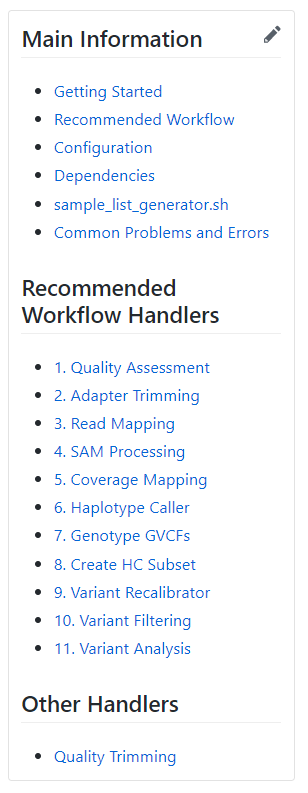 Main Information
Getting Started
Recommended Workflow
Configuration
Dependencies
sample_list_generator.sh
Common Problems and Errors
Recommended
Workflow Handlers
1. Quality Assessment
2. Adapter Trimming
3. Read Mapping
4. SAM Processing
5. Coverage Mapping
6. Haplotype Caller
7. Genotype GVCFs
8. Create HC Subset
9. Variant Recalibrator
10. Variant Filtering
11. Variant Analysis
Other Handlers
Quality Trimming